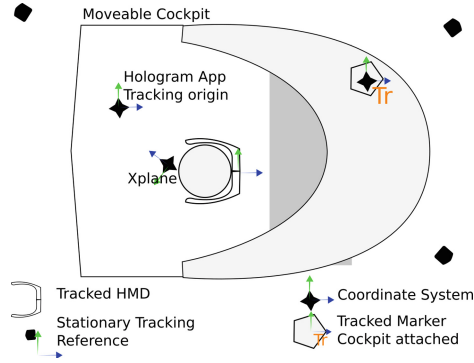 Moveable Cockpit
Hologram App
Tracking origin
Tr
Xplane
Tracked HMD
Stationary Tracking
Reference
Coordinate System
Tracked Marker
Cockpit attached
Tr